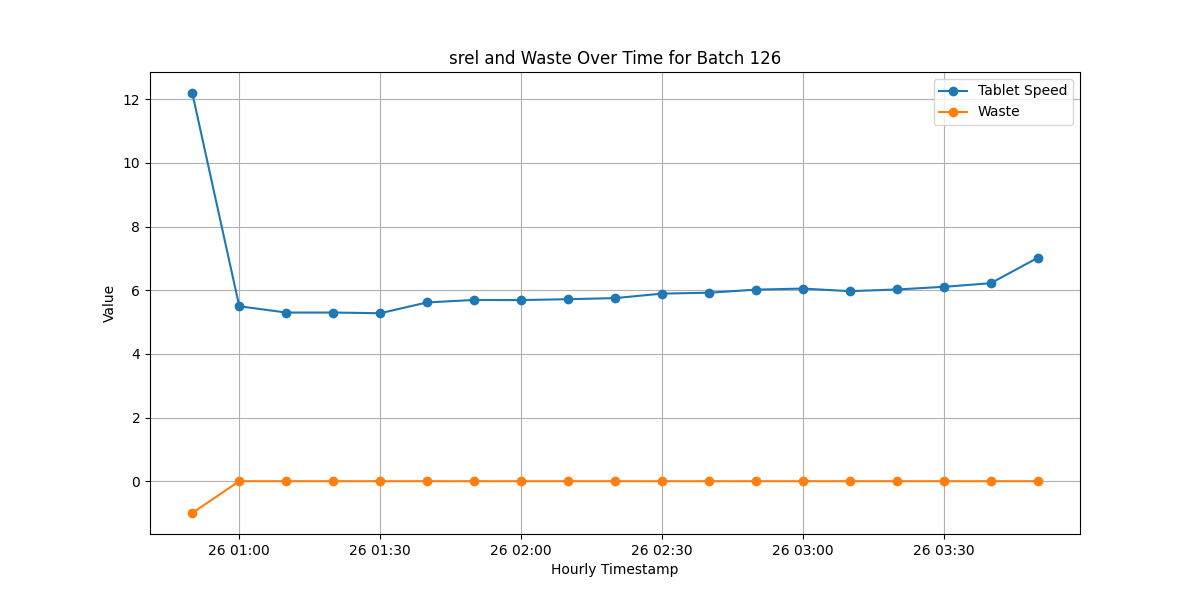 srel and Waste Over Time for Batch 126
Tablet Speed
Waste
12
10
8
6
4
2
0
Value
26 01:00 26 01:30 26 02:00 26 02:30 26 03:00 26 03:30
Hourly Timestamp